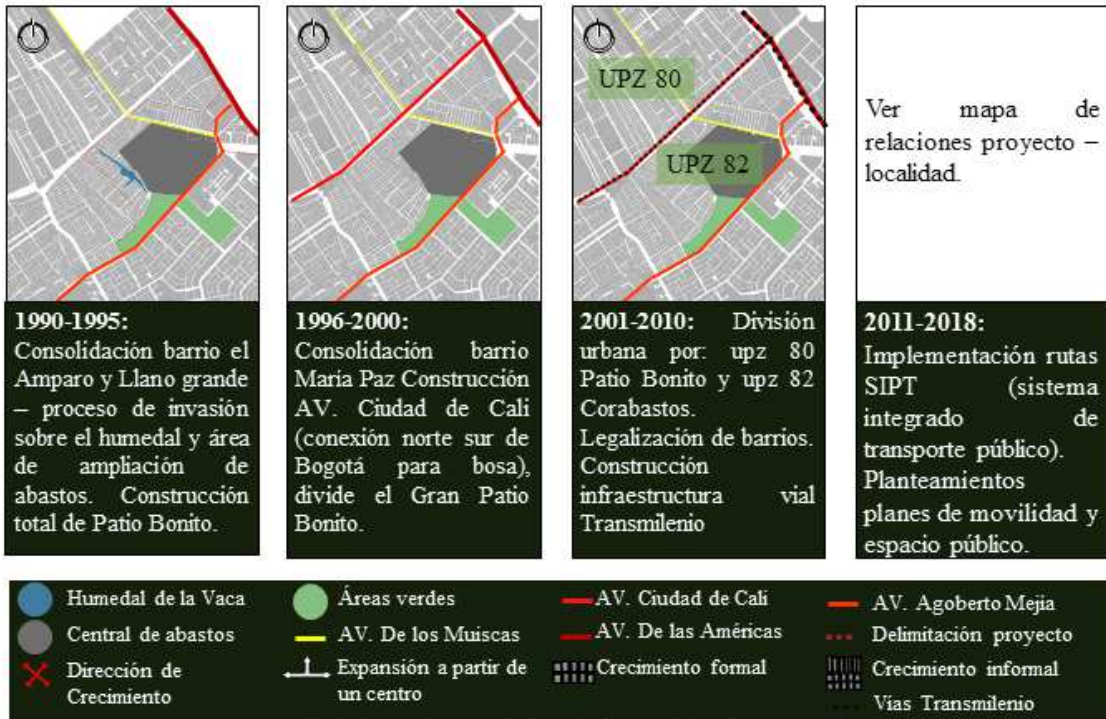 UPZ 80
UPZ 82
Ver mapa de
relaciones proyecto –
localidad.
1990-1995:
Consolidación barrio el
Amparo y Llano grande
– proceso de invasión
sobre el humedal y área
de ampliación de
abastos. Construcción
total de Patio Bonito.
1996-2000:
Consolidación barrio
María Paz Construcción
AV. Ciudad de Cali
(conexión norte sur de
Bogotá para bosa),
divide el Gran Patio
Bonito.
2001-2010: División
urbana por: upz 80
Patio Bonito y upz 82
Corabastos.
Legalización de barrios.
Construcción
infraestructura vial
Transmilenio
2011-2018:
Implementación rutas
SIPT (sistema
integrado de
transporte público).
Planteamientos
planes de movilidad y
espacio público.
Humedal de la Vaca
Áreas verdes
AV. Ciudad de Cali
AV. Agoberto Mejia
Central de abastos
AV. De los Muiscas
AV. De las Américas
Delimitación proyecto
Dirección de
Crecimiento
Expansión a partir de
un centro
Crecimiento formal
Crecimiento informal
Vías Transmilenio